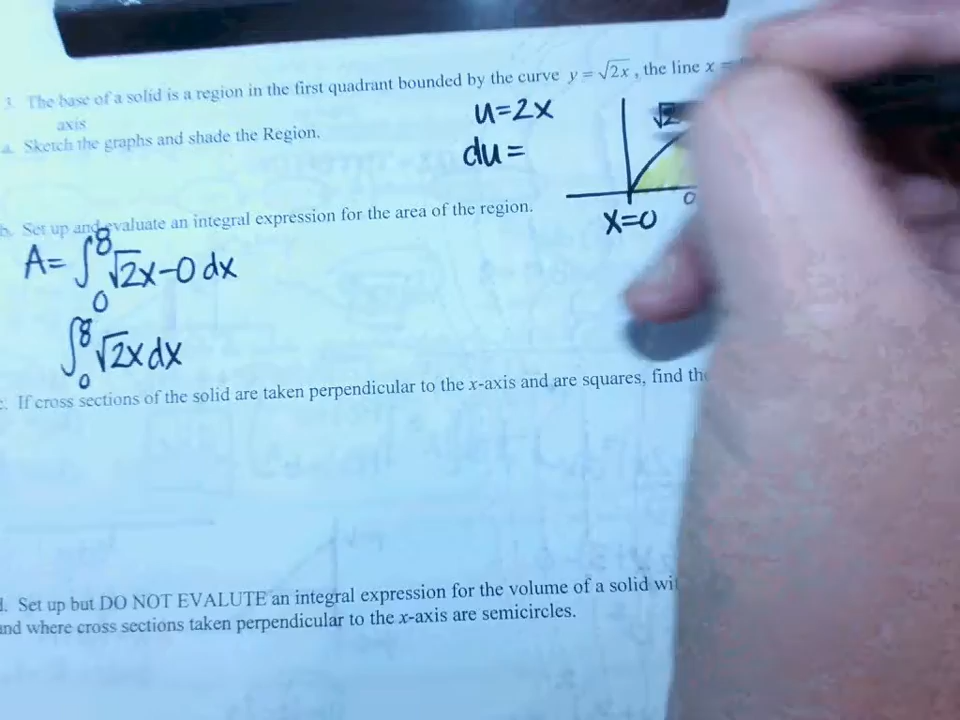 3. The base of a solid is a region in the first quadrant bounded by the curve y = √2x , the line x =
axis
a. Sketch the graphs and shade the Region.
u=2x
du=
√2
0
x=0
b. Set up and evaluate an integral expression for the area of the region.
A= ∫₀⁸ √2x-0 dx
∫₀⁸ √2x dx
c. If cross sections of the solid are taken perpendicular to the x-axis and are squares, find the
d. Set up but DO NOT EVALUTE an integral expression for the volume of a solid wi
and where cross sections taken perpendicular to the x-axis are semicircles.